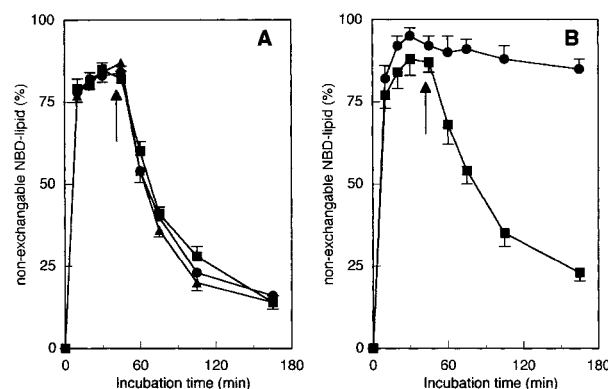 A
B
100
75
50
25
0
non-exchangable NBD-lipid (%)
0 60 120 180
Incubation time (min)
100
75
50
25
0
non-exchangable NBD-lipid (%)
0 60 120 180
Incubation time (min)